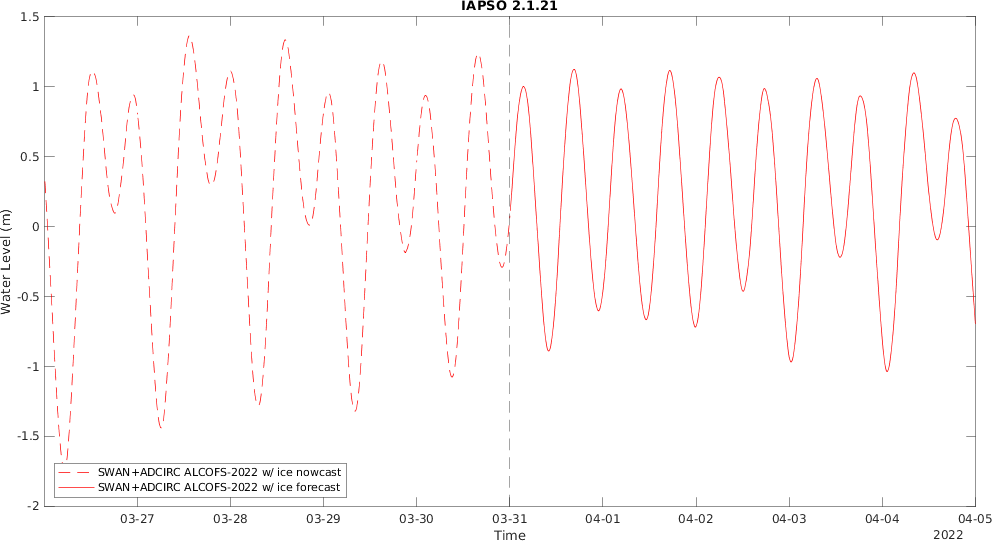 IAPSO 2.1.21
1.5
1
0.5
0
-0.5
-1
-1.5
-2
Water Level (m)
SWAN+ADCIRC ALCOFS-2022 w/ ice nowcast
SWAN+ADCIRC ALCOFS-2022 w/ ice forecast
03-27 03-28 03-29 03-30 03-31 04-01 04-02 04-03 04-04 04-05
Time
2022